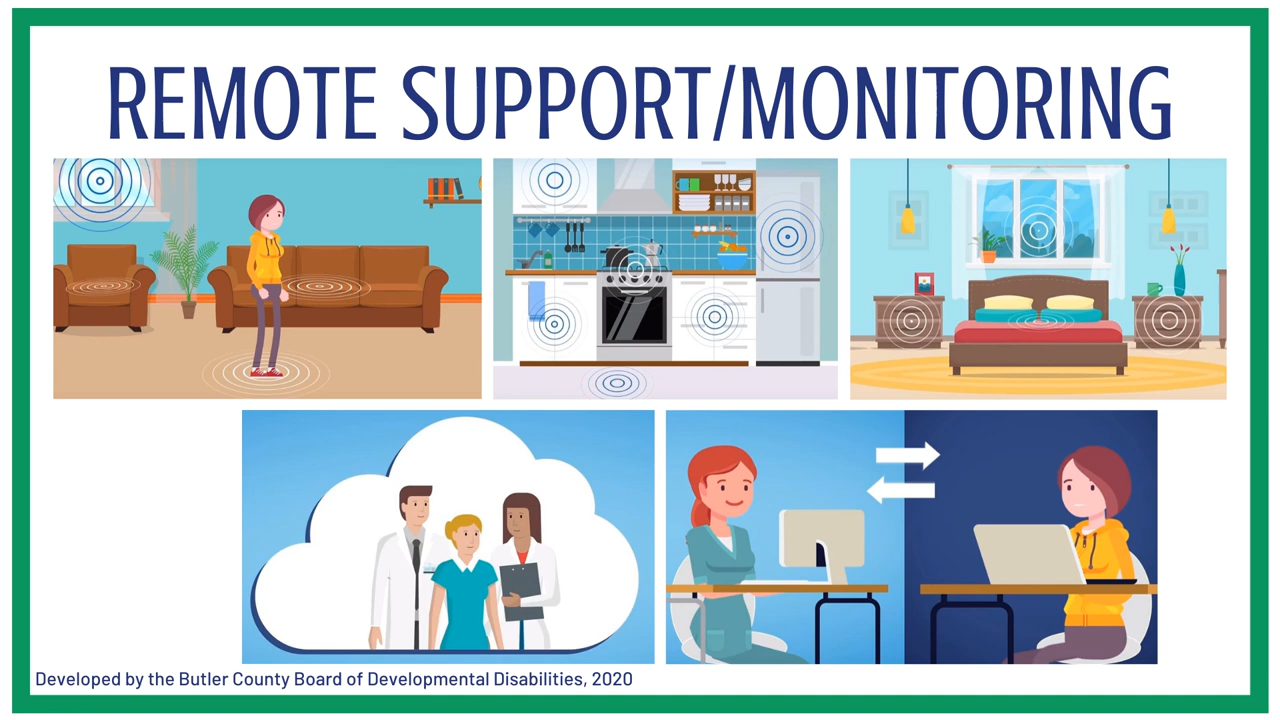 REMOTE SUPPORT/MONITORING
Developed by the Butler County Board of Developmental Disabilities, 2020